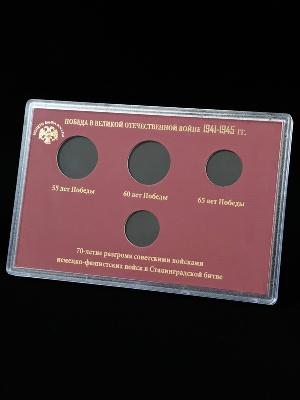 ПОБЕДА В ВЕЛИКОЙ ОТЕЧЕСТВЕННОЙ ВОЙНЕ 1941-1945 ГГ.
55 лет Победы
60 лет Победы
65 лет Победы
70-летие разгрома советскими войсками
немецко-фашистских войск в Сталинградской битве